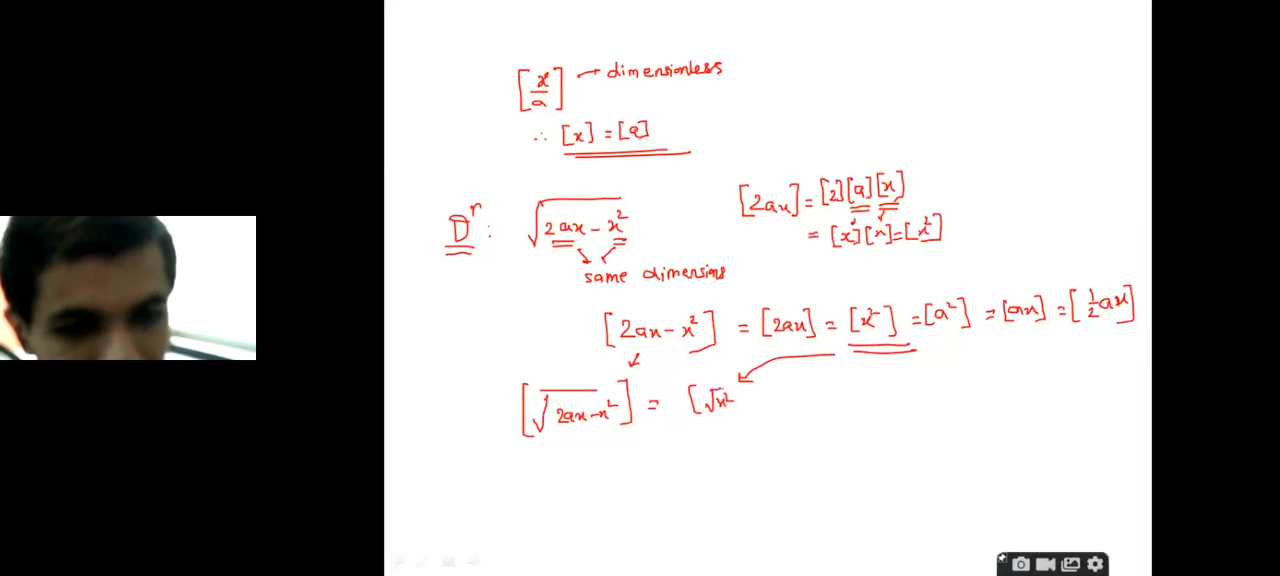 [x/a] → dimensionless
∴ [x] = [a]
Dʳ : √(2ax - x²)
same dimensions
[2ax] = [2][a][x]
= [x][x] = [x²]
[2ax - x²] = [2ax] = [x²] = [a²] = [ax] = [½ax]
[√(2ax - x²)] = [√x²